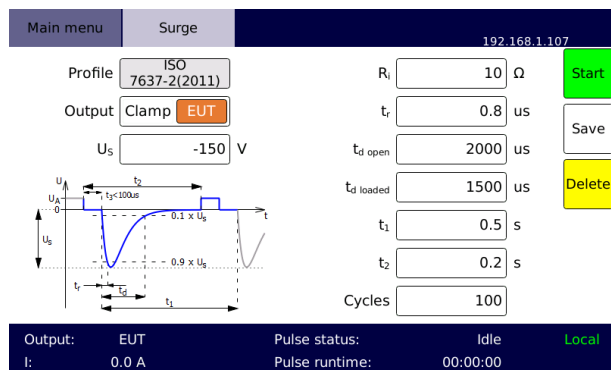 Main menu
Surge
192.168.1.107
Profile
ISO
7637-2(2011)
Output
Clamp
EUT
US
-150
V
U
UA
0
t2
t3<100us
0.1 x US
t
US
0.9 x US
tr
td
t1
Ri
10
Ω
tr
0.8
us
td open
2000
us
td loaded
1500
us
t1
0.5
s
t2
0.2
s
Cycles
100
Start
Save
Delete
Output:
EUT
Pulse status:
Idle
Local
I:
0.0 A
Pulse runtime:
00:00:00